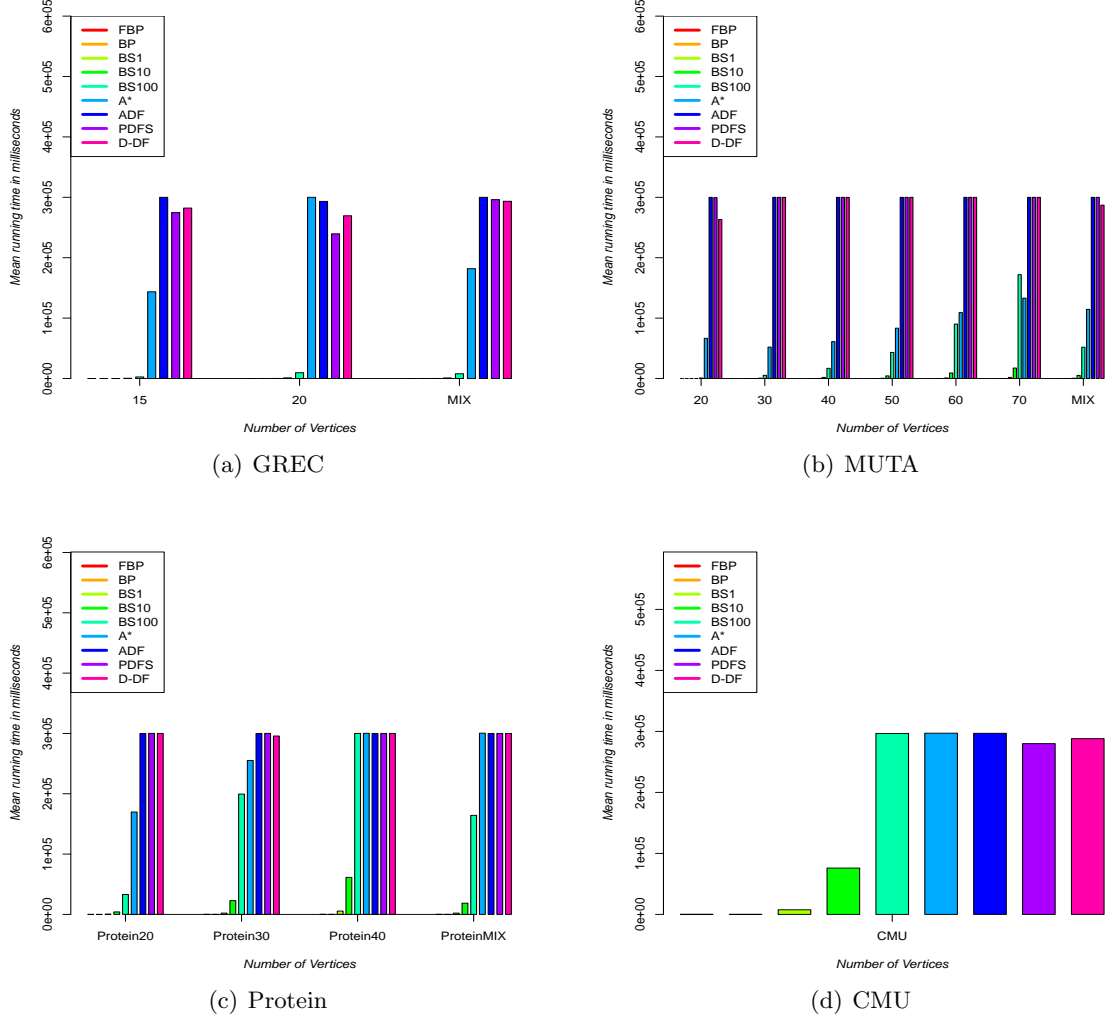 6e+05
5e+05
4e+05
3e+05
2e+05
1e+05
0e+00
Mean running time in milliseconds
FBP
BP
BS1
BS10
BS100
A*
ADF
PDFS
D-DF
15
20
MIX
Number of Vertices
(a) GREC
6e+05
5e+05
4e+05
3e+05
2e+05
1e+05
0e+00
Mean running time in milliseconds
FBP
BP
BS1
BS10
BS100
A*
ADF
PDFS
D-DF
20
30
40
50
60
70
MIX
Number of Vertices
(b) MUTA
6e+05
5e+05
4e+05
3e+05
2e+05
1e+05
0e+00
Mean running time in milliseconds
FBP
BP
BS1
BS10
BS100
A*
ADF
PDFS
D-DF
Protein20
Protein30
Protein40
ProteinMIX
Number of Vertices
(c) Protein
5e+05
4e+05
3e+05
2e+05
1e+05
0e+00
Mean running time in milliseconds
FBP
BP
BS1
BS10
BS100
A*
ADF
PDFS
D-DF
CMU
Number of Vertices
(d) CMU